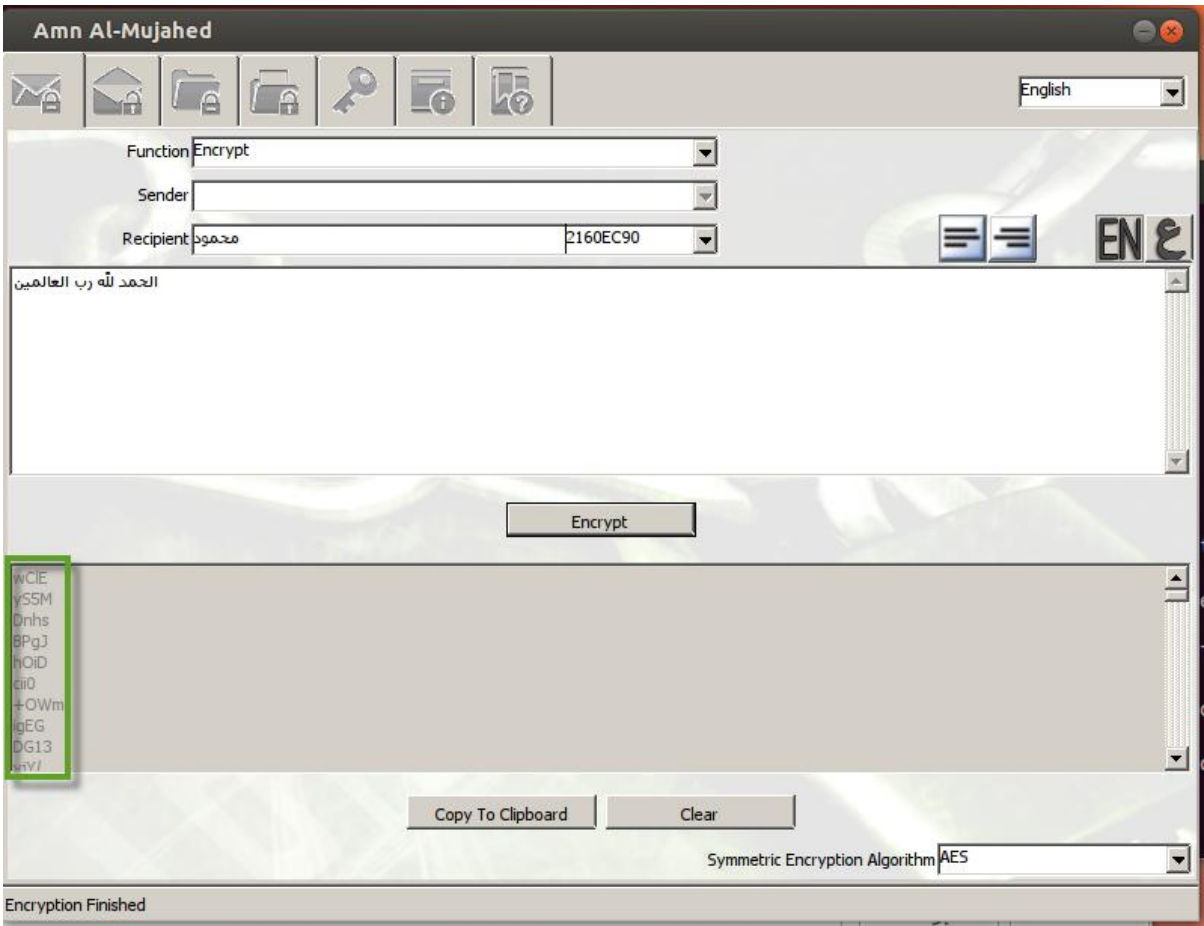 Amn Al-Mujahed
English
Function Encrypt
Sender
Recipient محمود 2160EC90
EN ع
الحمد لله رب العالمين
Encrypt
wCIE
yS5M
Dnhs
BPgJ
hOiD
cii0
+OWm
igEG
DG13
Copy To Clipboard Clear
Symmetric Encryption Algorithm AES
Encryption Finished